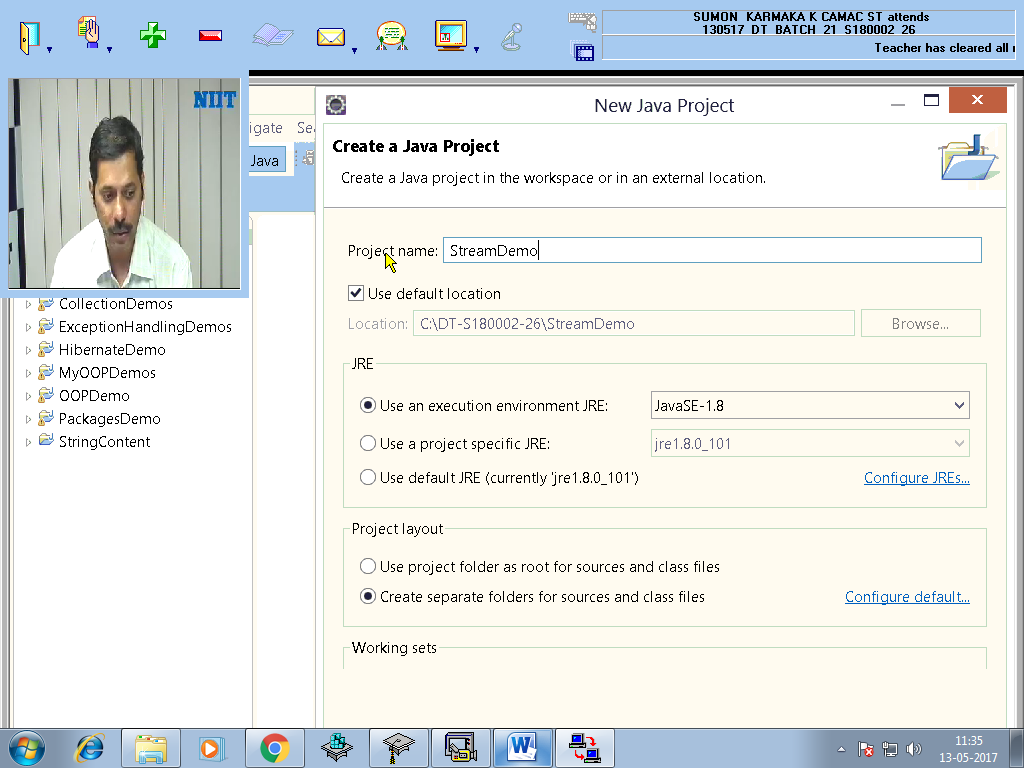 SUMON KARMAKA K CAMAC ST attends
130517 DT BATCH 21 S180002 26
Teacher has cleared all
NIIT
igate Sea
Java
CollectionDemos
ExceptionHandlingDemos
HibernateDemo
MyOOPDemos
OOPDemo
PackagesDemo
StringContent
New Java Project
Create a Java Project
Create a Java project in the workspace or in an external location.
Project name: StreamDemo
Use default location
Location: C:\DT-S180002-26\StreamDemo Browse...
JRE
Use an execution environment JRE: JavaSE-1.8
Use a project specific JRE: jre1.8.0_101
Use default JRE (currently 'jre1.8.0_101') Configure JREs...
Project layout
Use project folder as root for sources and class files
Create separate folders for sources and class files Configure default...
Working sets
11:35
13-05-2017